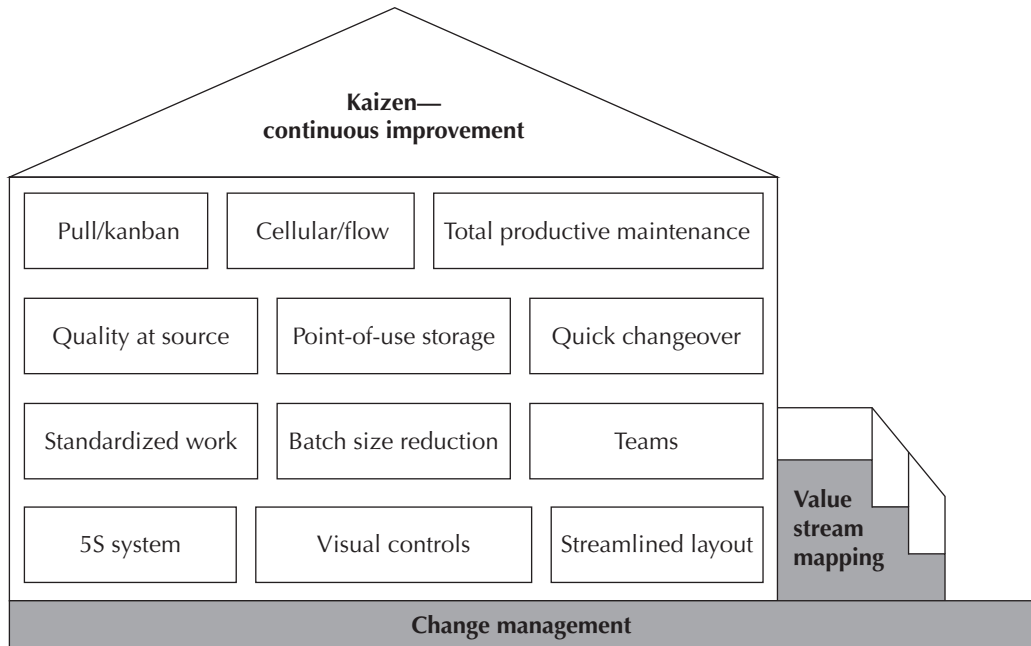 Kaizen—
continuous improvement
Pull/kanban
Cellular/flow
Total productive maintenance
Quality at source
Point-of-use storage
Quick changeover
Standardized work
Batch size reduction
Teams
5S system
Visual controls
Streamlined layout
Value
stream
mapping
Change management